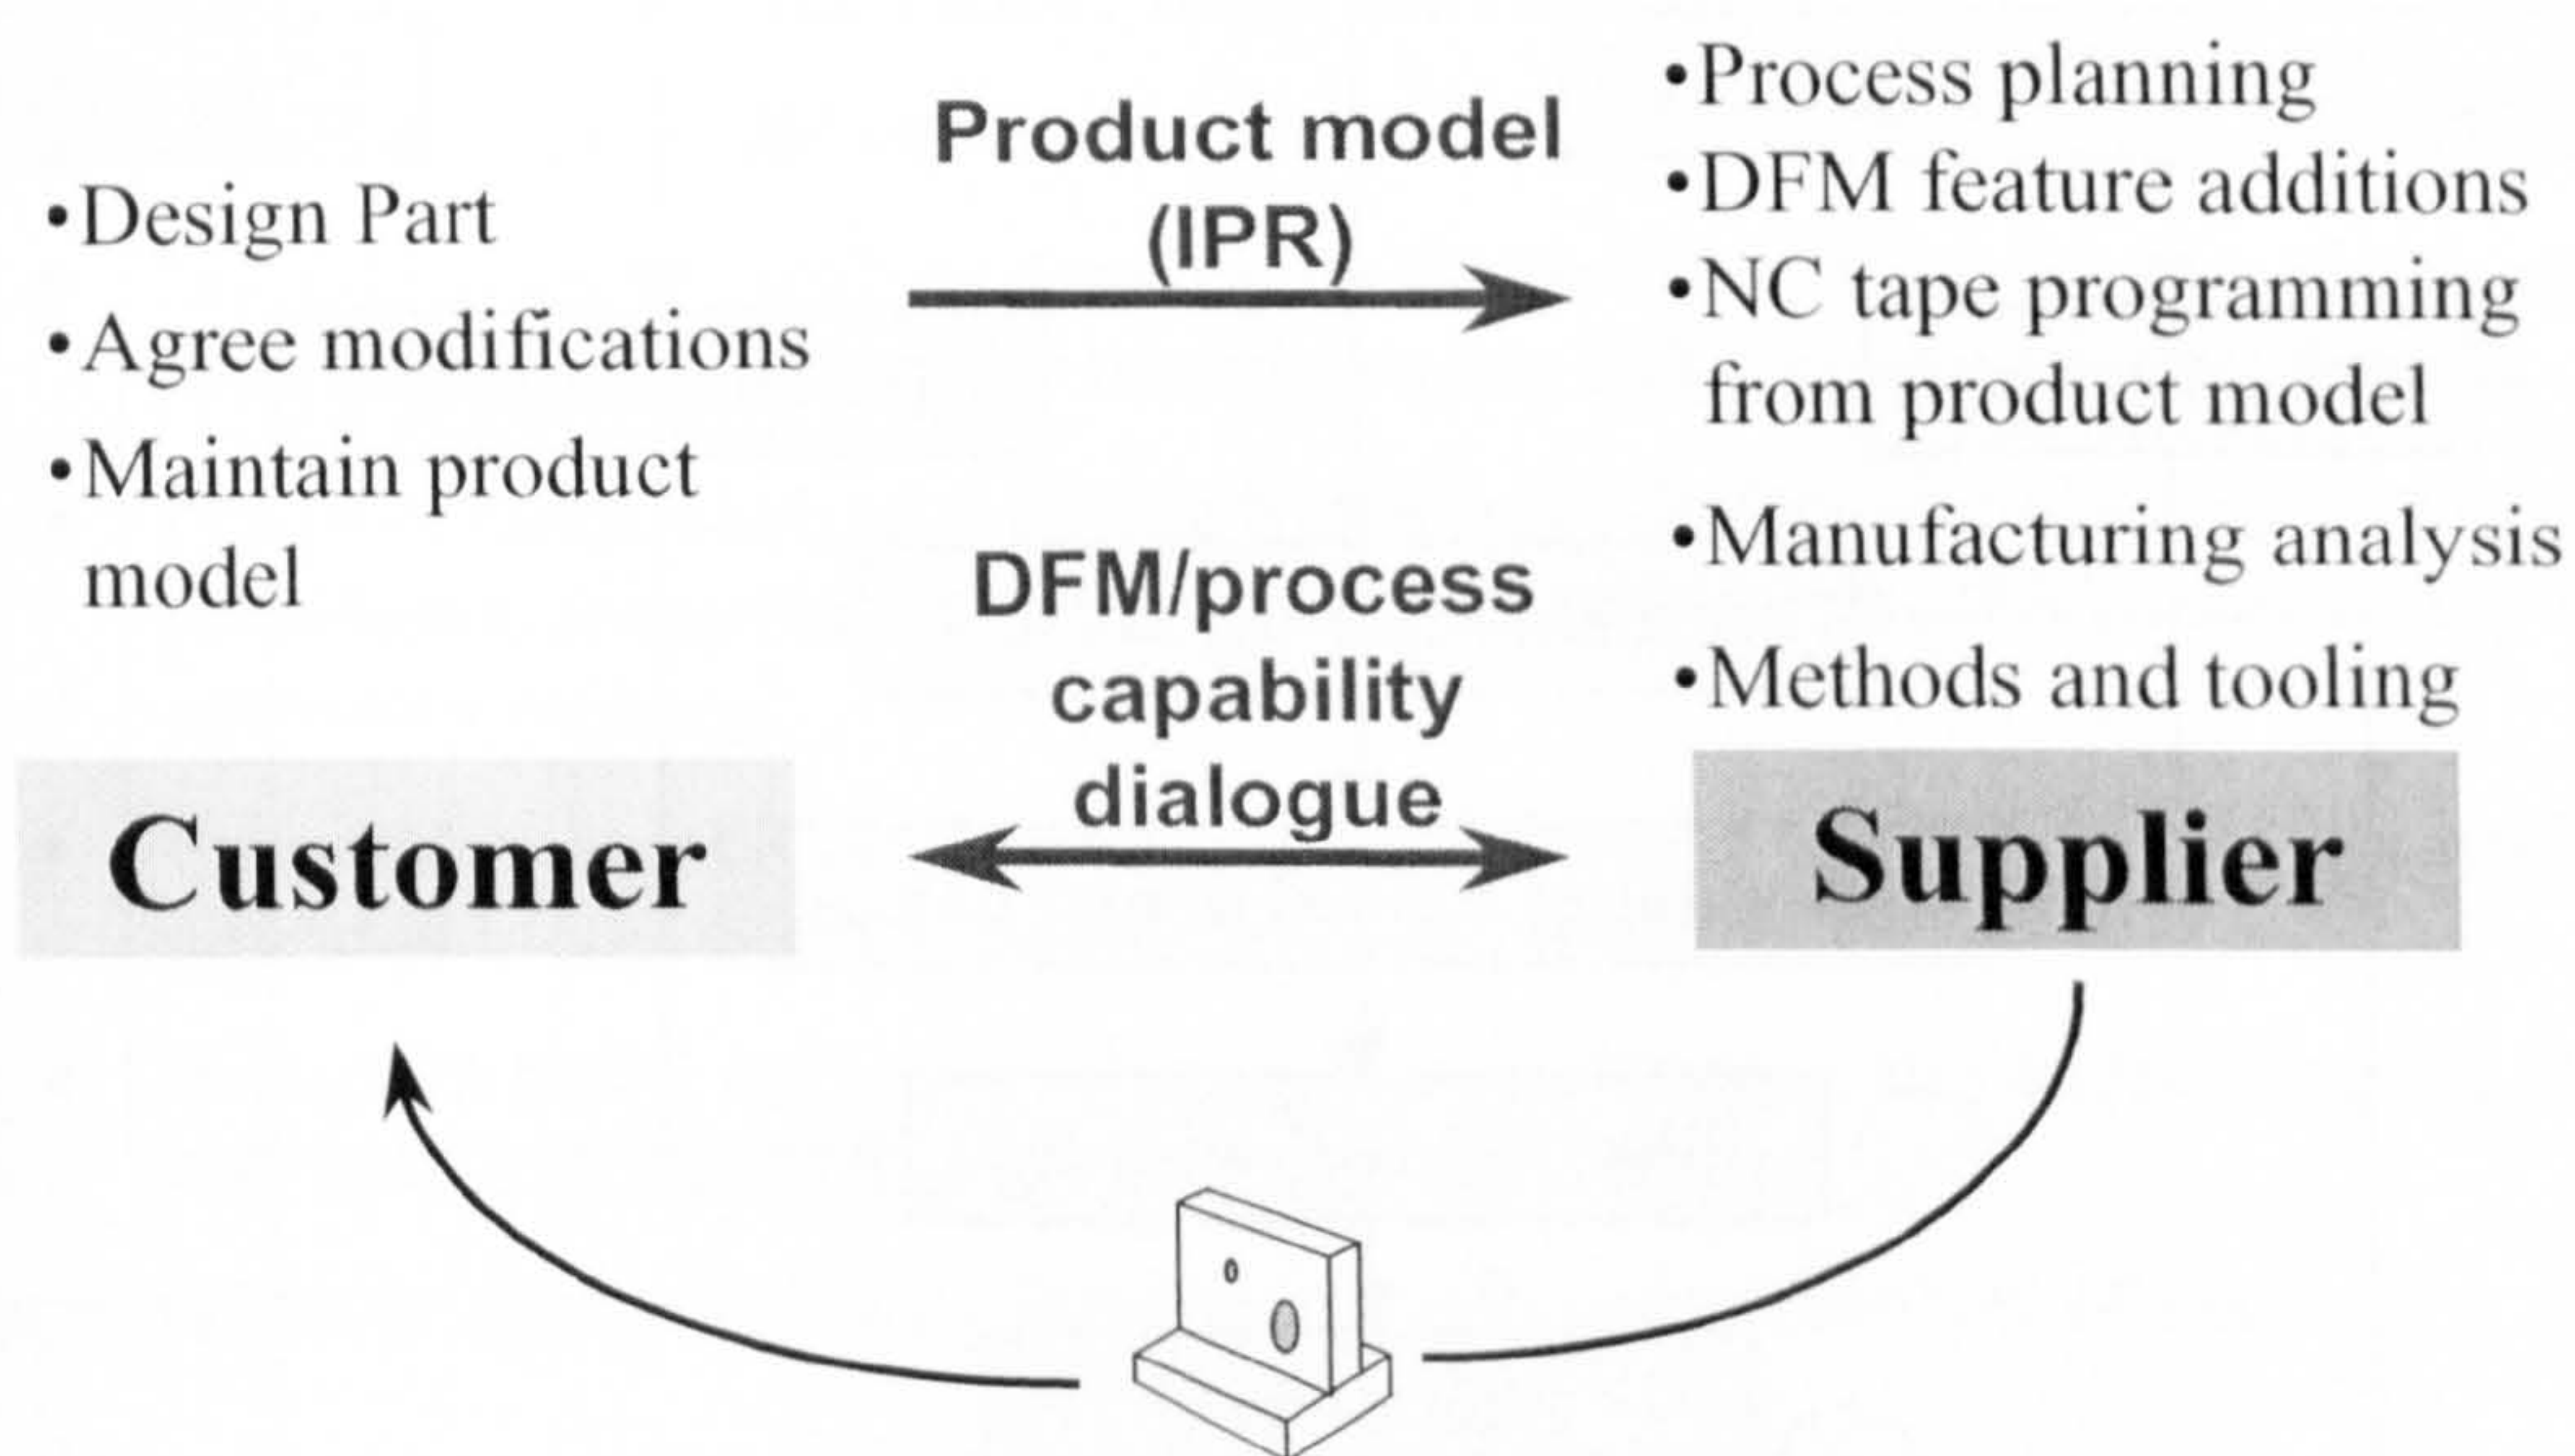 •Design Part
•Agree modifications
•Maintain product
model
Customer
Product model
(IPR)
DFM/process
capability
dialogue
•Process planning
•DFM feature additions
•NC tape programming
from product model
•Manufacturing analysis
•Methods and tooling
Supplier